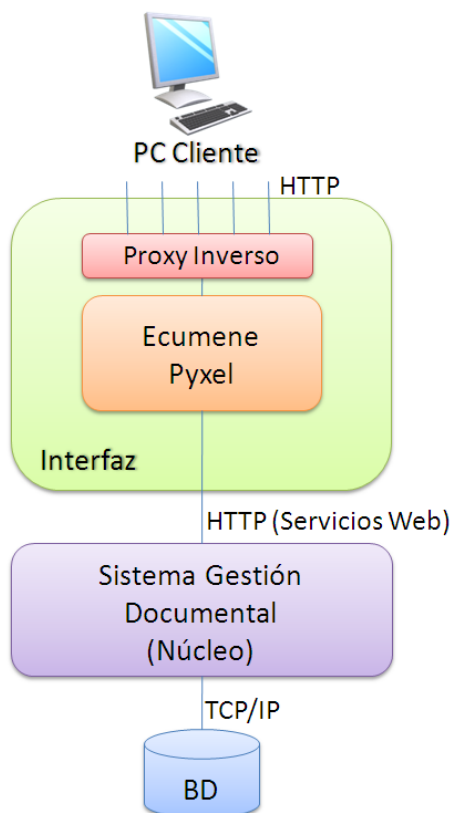 PC Cliente
HTTP
Proxy Inverso
Ecumene
Pyxel
Interfaz
HTTP (Servicios Web)
Sistema Gestión
Documental
(Núcleo)
TCP/IP
BD